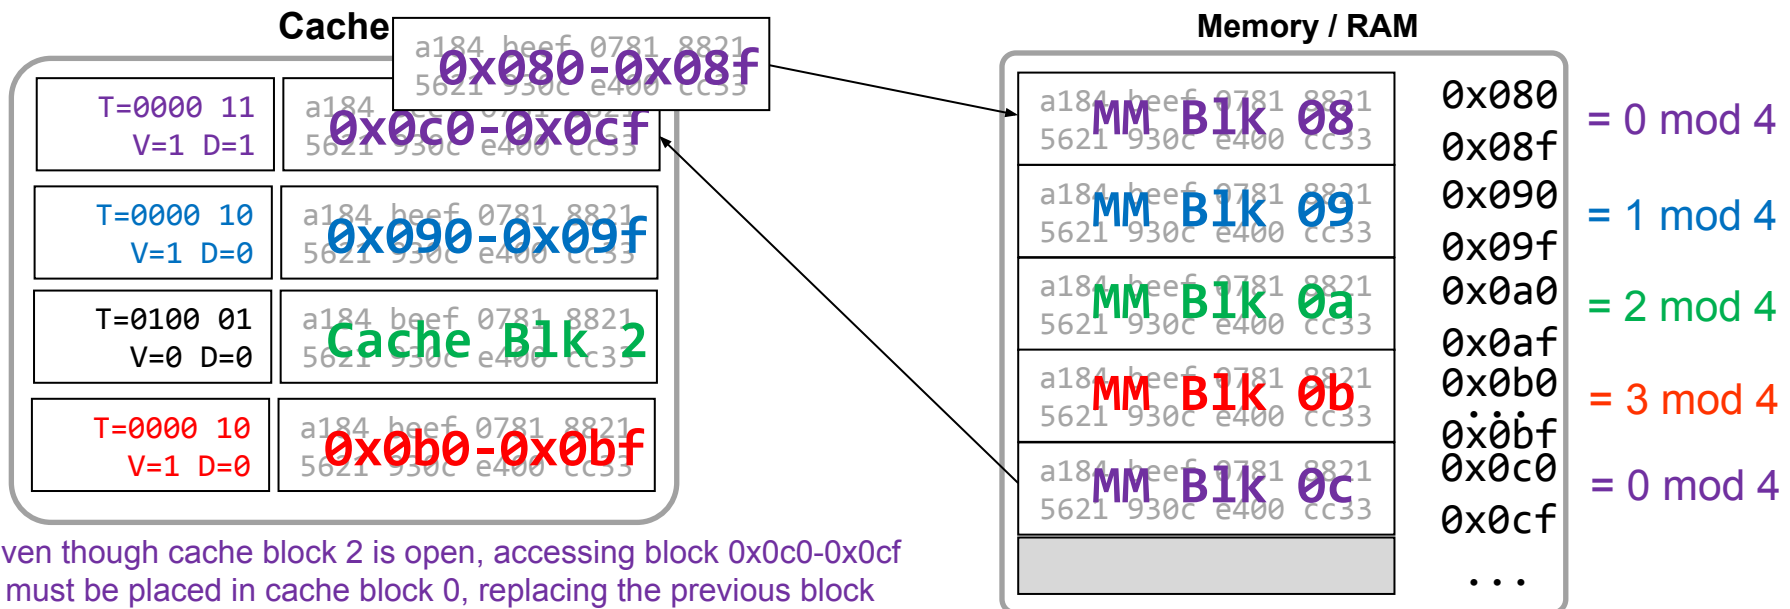 Cache
Memory / RAM
a184 beef 0781 8821
0x080-0x08f
5621 930c e400 cc33
T=0000 11
V=1 D=1
a184
0x0c0-0x0cf
5621 930c e400 cc33
T=0000 10
V=1 D=0
a184 beef 0781 8821
0x090-0x09f
5621 930c e400 cc33
T=0100 01
V=0 D=0
a184 beef 0781 8821
Cache Blk 2
5621 930c e400 cc33
T=0000 10
V=1 D=0
a184 beef 0781 8821
0x0b0-0x0bf
5621 930c e400 cc33
ven though cache block 2 is open, accessing block 0x0c0-0x0cf
must be placed in cache block 0, replacing the previous block
a184 beef 0781 8821
MM Blk 08
5621 930c e400 cc33
0x080
0x08f
= 0 mod 4
a184 beef 0781 8821
MM Blk 09
5621 930c e400 cc33
0x090
0x09f
= 1 mod 4
a184 beef 0781 8821
MM Blk 0a
5621 930c e400 cc33
0x0a0
0x0af
= 2 mod 4
a184 beef 0781 8821
MM Blk 0b
5621 930c e400 cc33
0x0b0
...
0x0bf
= 3 mod 4
a184 beef 0781 8821
MM Blk 0c
5621 930c e400 cc33
0x0c0
0x0cf
= 0 mod 4
...